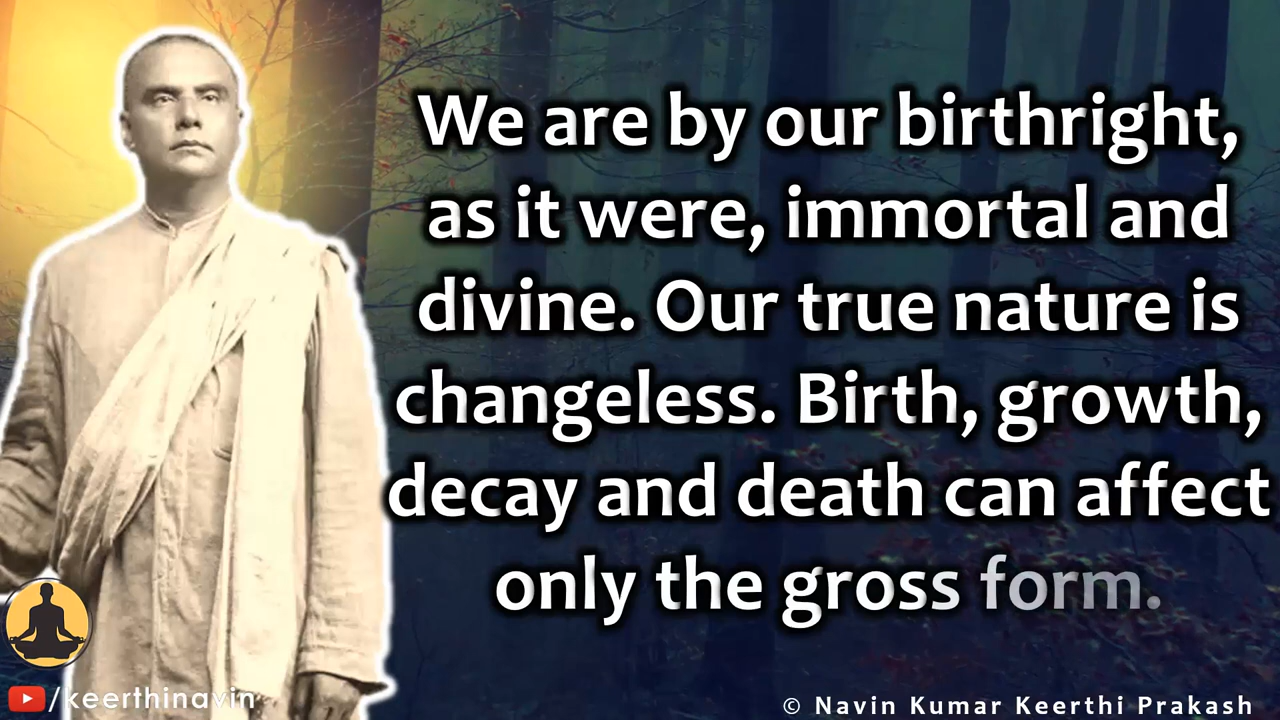 We are by our birthright,
as it were, immortal and
divine. Our true nature is
changeless. Birth, growth,
decay and death can affect
only the gross form.
/keerthinavin
© Navin Kumar Keerthi Prakash